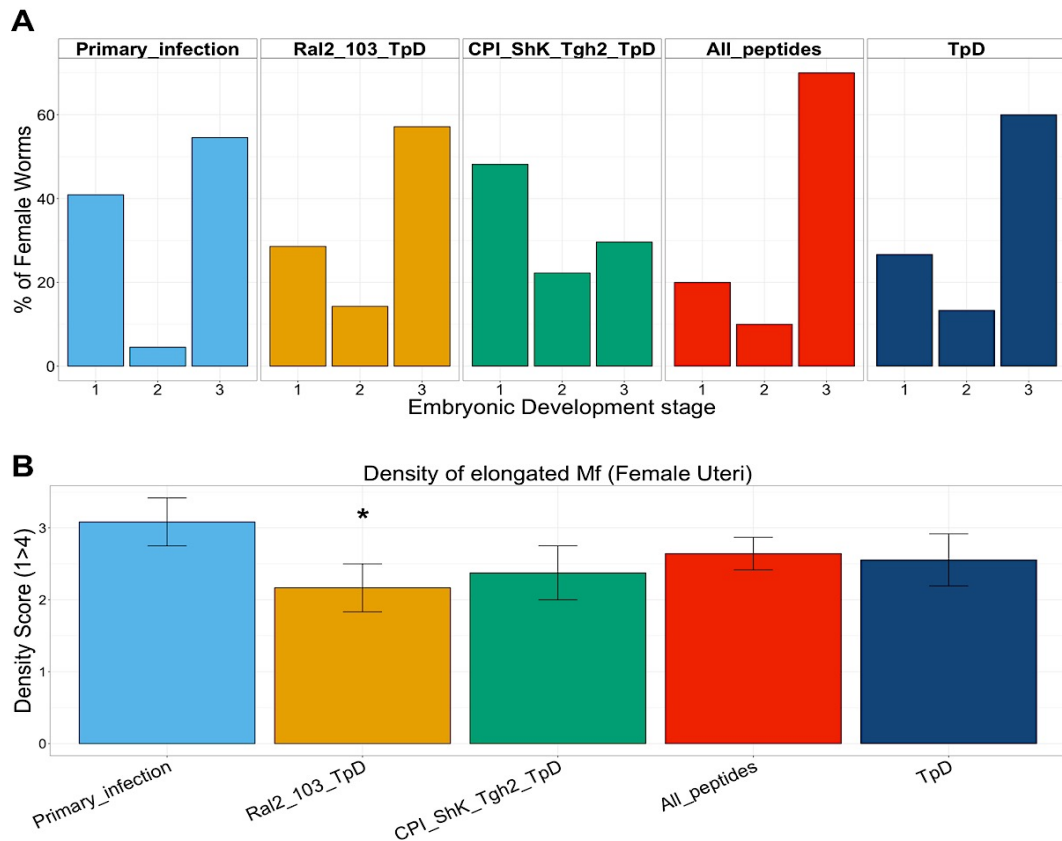 A
Primary_infection Ral2_103_TpD CPI_ShK_Tgh2_TpD All_peptides TpD
% of Female Worms
60
40
20
0
1 2 3 1 2 3 1 2 3 1 2 3 1 2 3
Embryonic Development stage
B
Density of elongated Mf (Female Uteri)
Density Score (1>4)
3
2
1
0
*
Primary_infection Ral2_103_TpD CPI_ShK_Tgh2_TpD All_peptides TpD